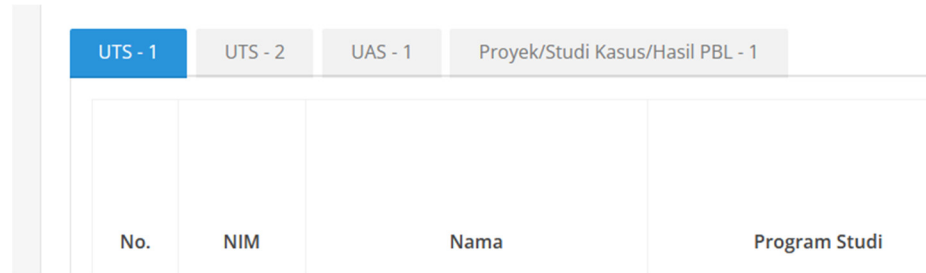 UTS - 1 UTS - 2 UAS - 1 Proyek/Studi Kasus/Hasil PBL - 1
No. NIM Nama Program Studi